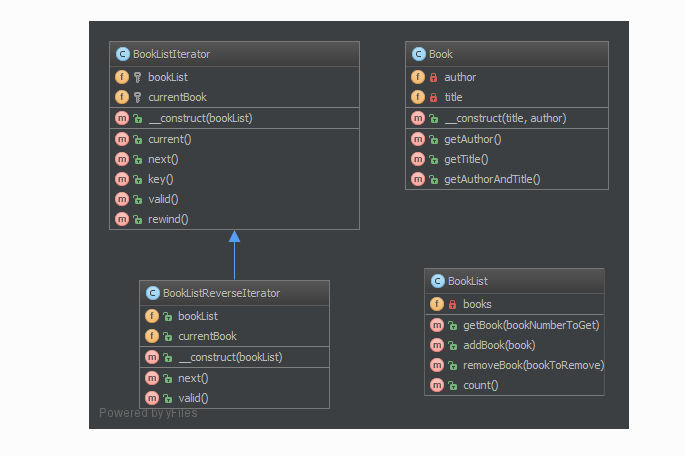 BookListIterator
f bookList
f currentBook
m __construct(bookList)
m current()
m next()
m key()
m valid()
m rewind()
C Book
f author
f title
m __construct(title, author)
m getAuthor()
m getTitle()
m getAuthorAndTitle()
C BookListReverseIterator
f bookList
f currentBook
m __construct(bookList)
m next()
m valid()
C BookList
f books
m getBook(bookNumberToGet)
m addBook(book)
m removeBook(bookToRemove)
m count()
Powered by yFiles